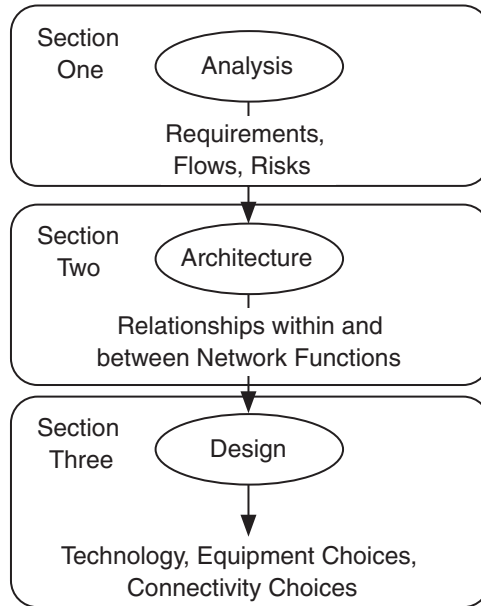 Section
One
Analysis
Requirements,
Flows, Risks
Section
Two
Architecture
Relationships within and
between Network Functions
Section
Three
Design
Technology, Equipment Choices,
Connectivity Choices